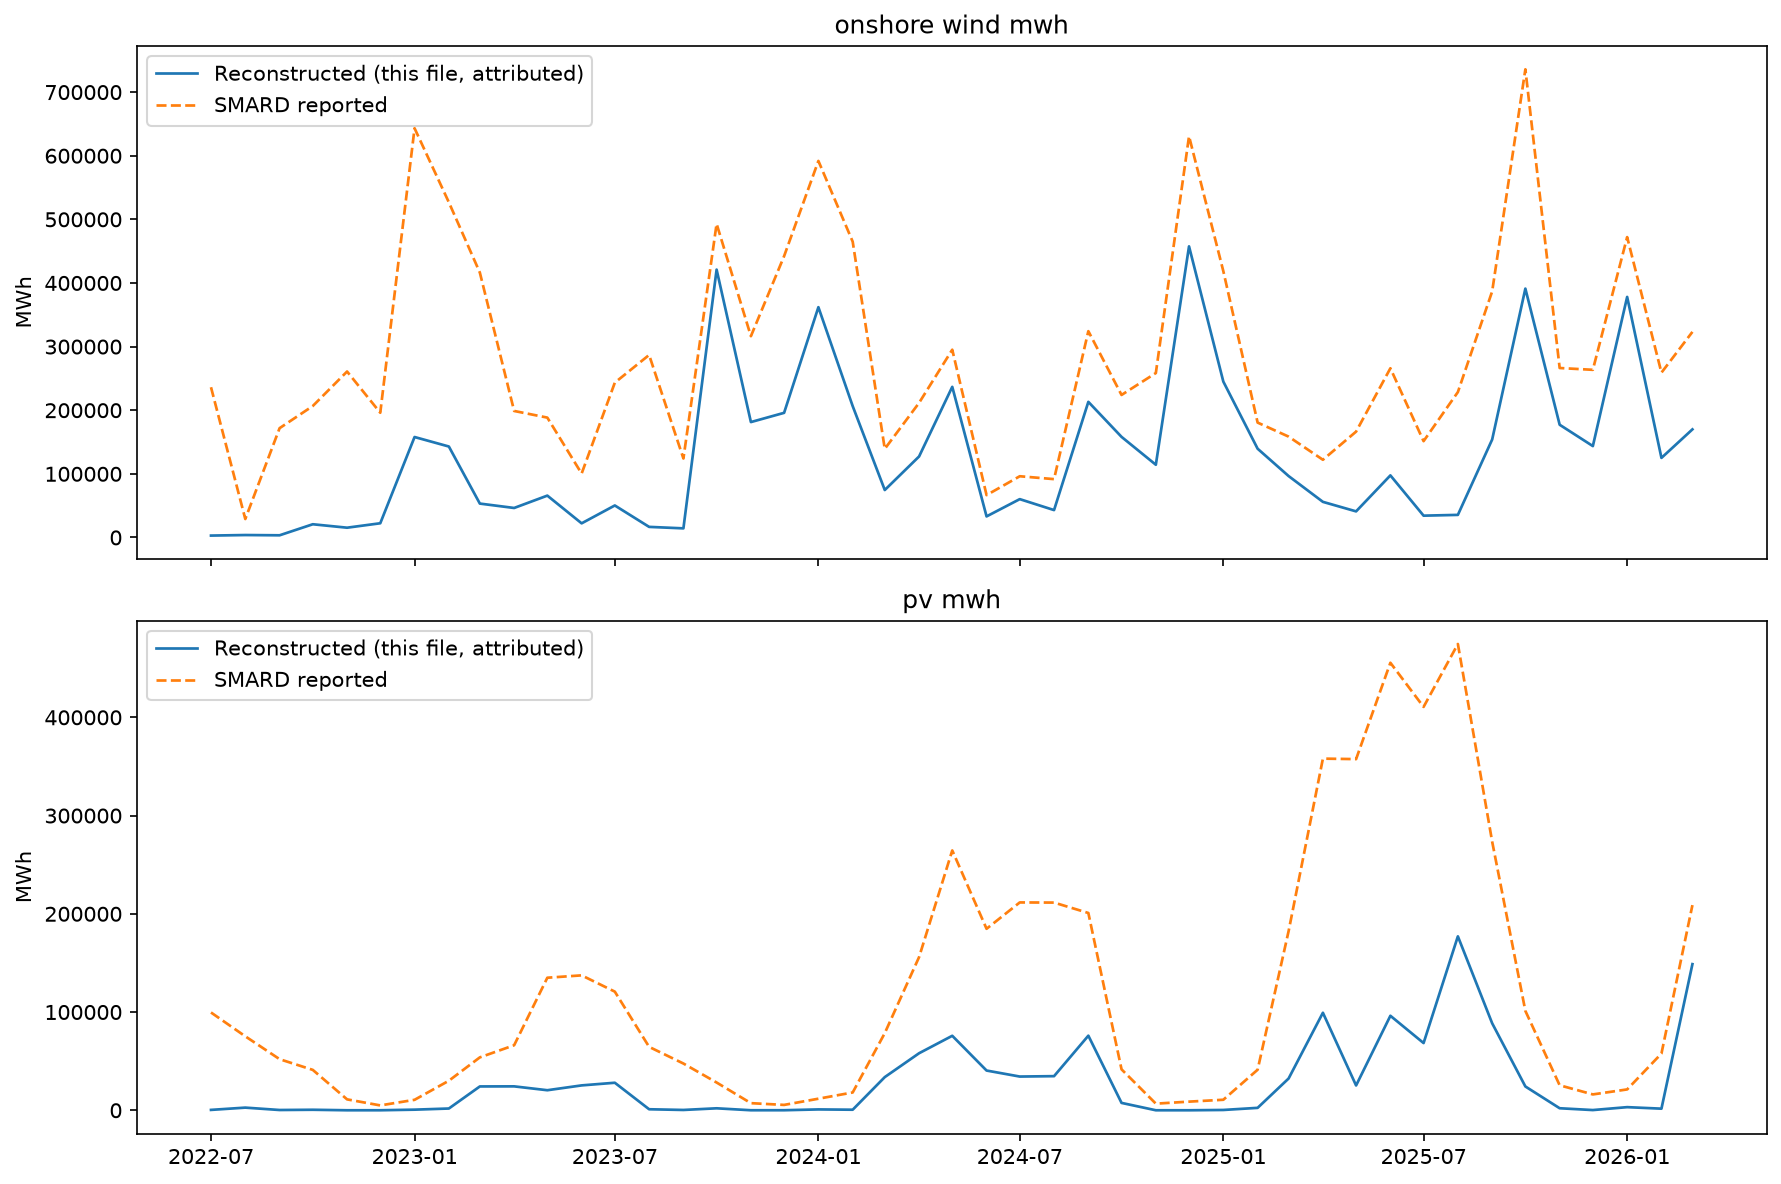 onshore wind mwh
Reconstructed (this file, attributed)
SMARD reported
MWh
700000
600000
500000
400000
300000
200000
100000
0
pv mwh
Reconstructed (this file, attributed)
SMARD reported
MWh
400000
300000
200000
100000
0
2022-07 2023-01 2023-07 2024-01 2024-07 2025-01 2025-07 2026-01